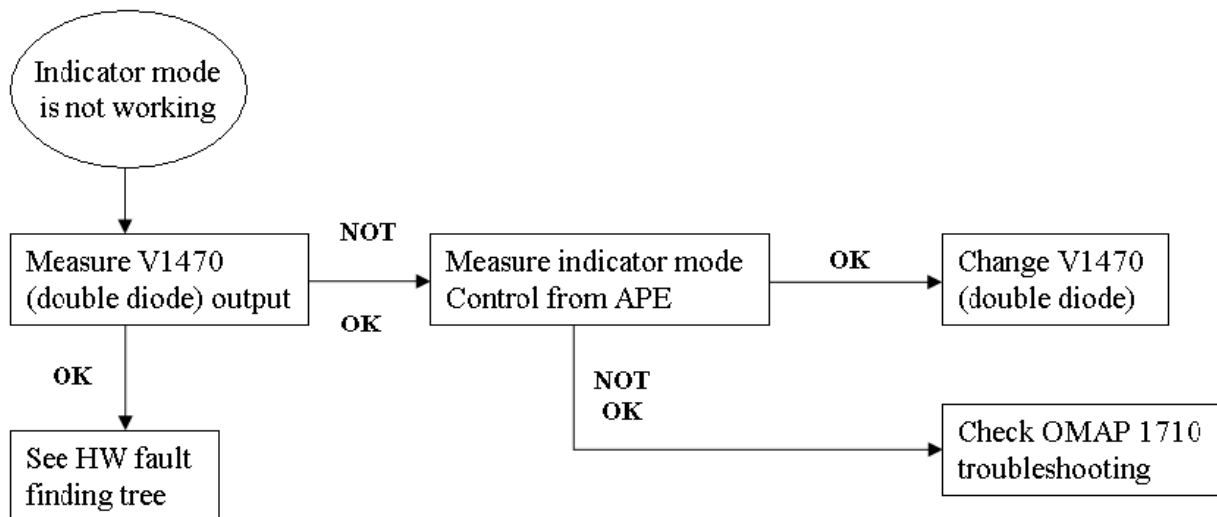 Indicator mode
is not working
Measure V1470
(double diode) output
NOT
OK
Measure indicator mode
Control from APE
OK
Change V1470
(double diode)
OK
See HW fault
finding tree
NOT
OK
Check OMAP 1710
troubleshooting